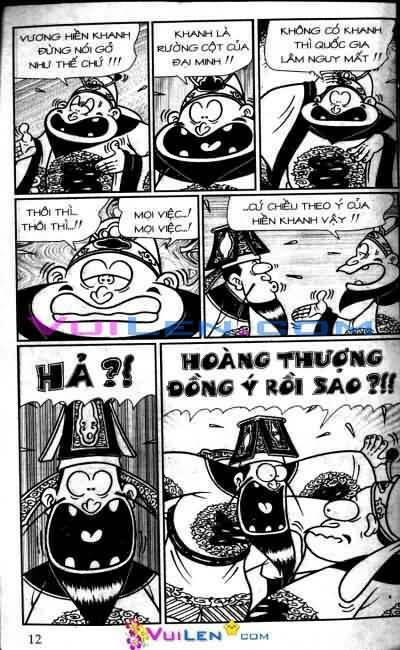 VƯƠNG HIỀN KHANH
ĐỪNG NÓI GỞ
NHƯ THẾ CHỨ !!!
KHANH LÀ
RƯỜNG CỘT CỦA
ĐẠI MINH !!
KHÔNG CÓ KHANH
THÌ QUỐC GIA
LÂM NGUY MẤT !!
THÔI THÌ...
THÔI THÌ...!!
MỌI VIỆC...!
MỌI VIỆC...!
...CỨ CHIỀU THEO Ý CỦA
HIỀN KHANH VẬY !!
VUILEN.COM
HẢ ?!
HOÀNG THƯỢNG
ĐỒNG Ý RỒI SAO ?!!
12
VUILEN.COM